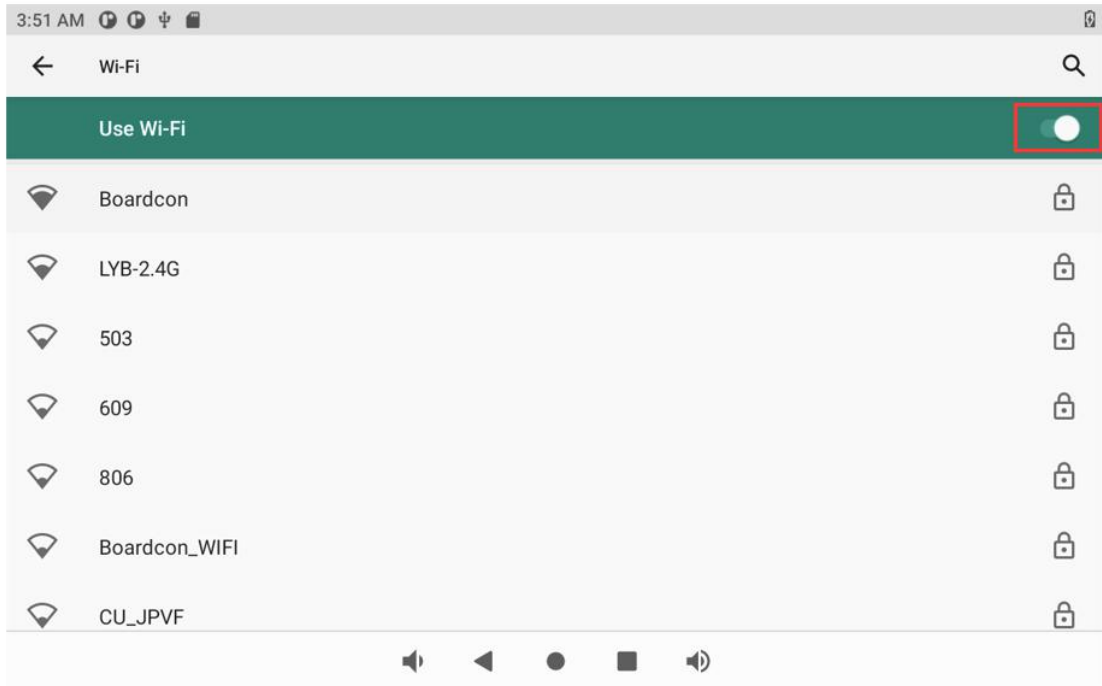 3:51 AM
Wi-Fi
Use Wi-Fi
Boardcon
LYB-2.4G
503
609
806
Boardcon_WIFI
CU_JPVF